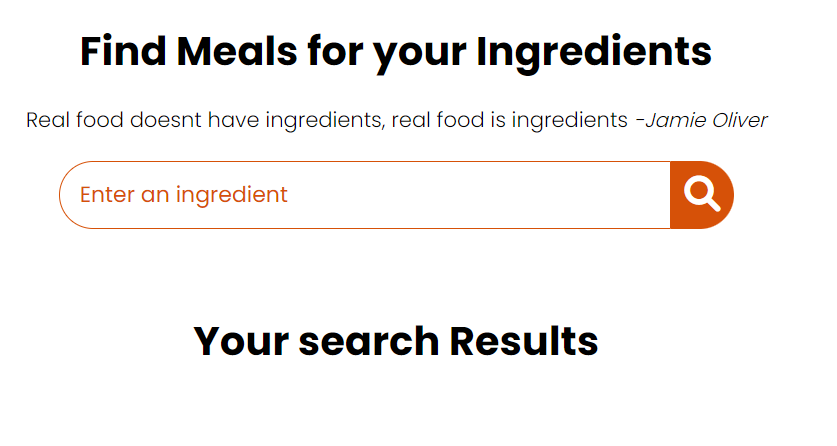 Find Meals for your Ingredients
Real food doesnt have ingredients, real food is ingredients -Jamie Oliver
Enter an ingredient
Your search Results